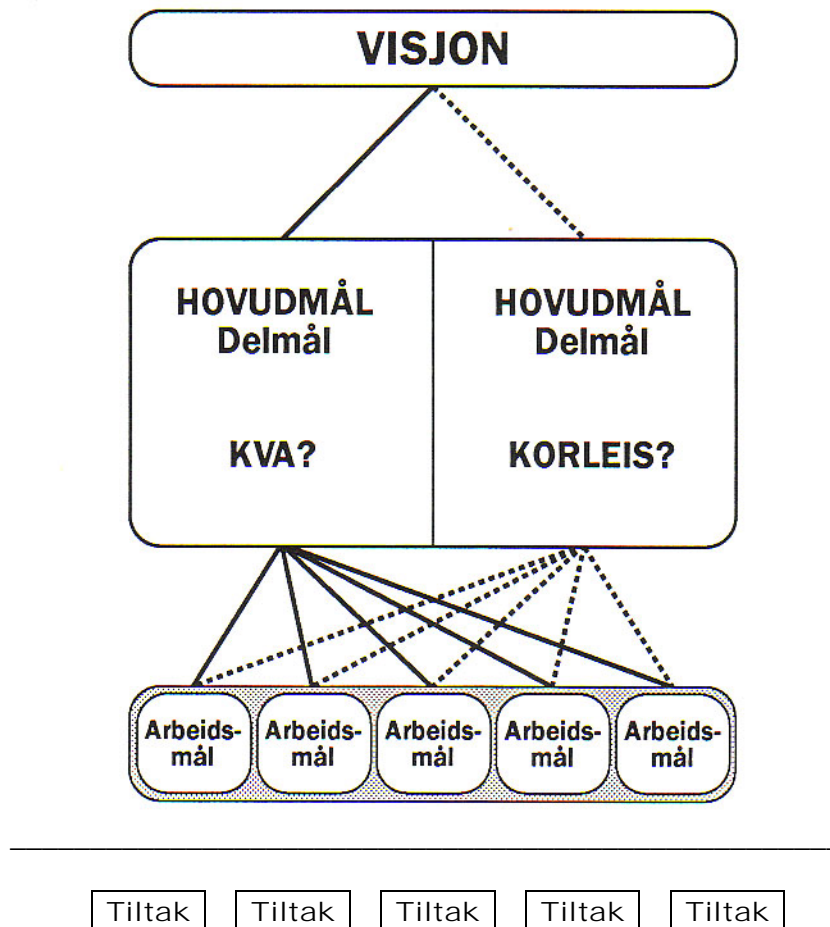 VISJON
HOVUDMÅL
Delmål
KVA?
HOVUDMÅL
Delmål
KORLEIS?
Arbeids-
mål
Arbeids-
mål
Arbeids-
mål
Arbeids-
mål
Arbeids-
mål
Tiltak Tiltak Tiltak Tiltak Tiltak